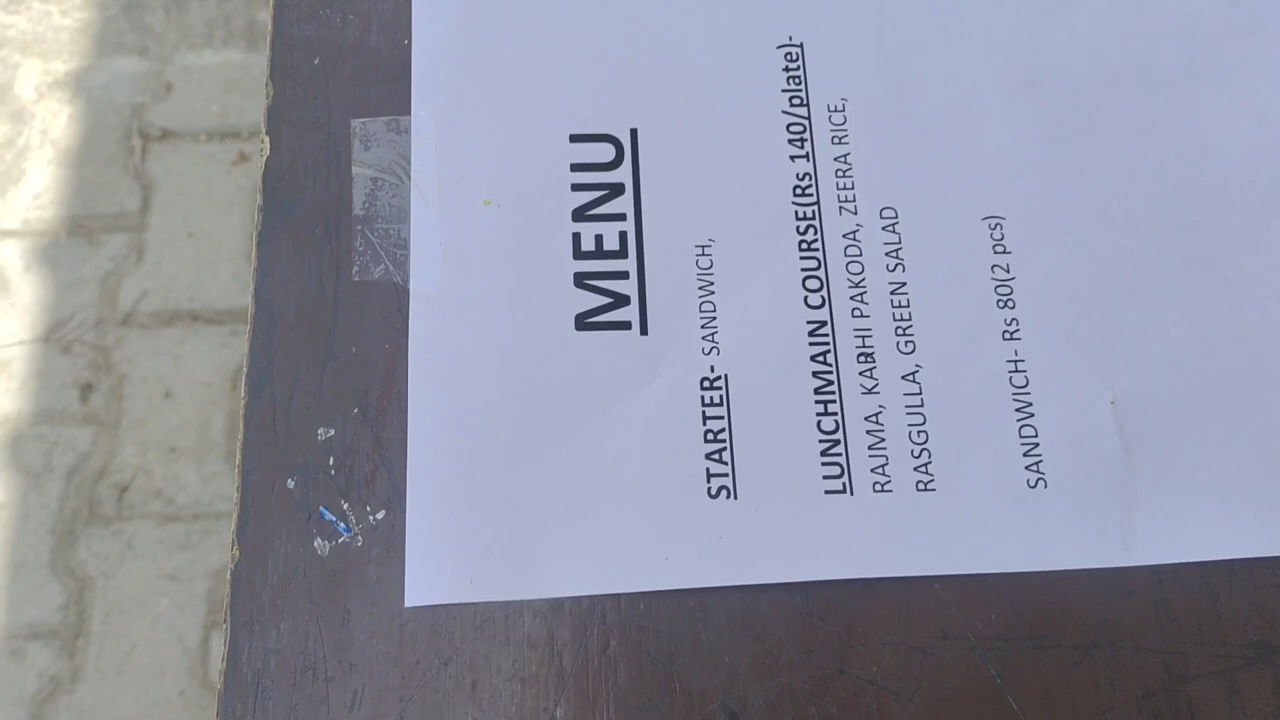 MENU
STARTER- SANDWICH,
LUNCHMAIN COURSE(Rs 140/plate)-
RAJMA, KADHI PAKODA, ZEERA RICE,
RASGULLA, GREEN SALAD
SANDWICH- Rs 80(2 pcs)